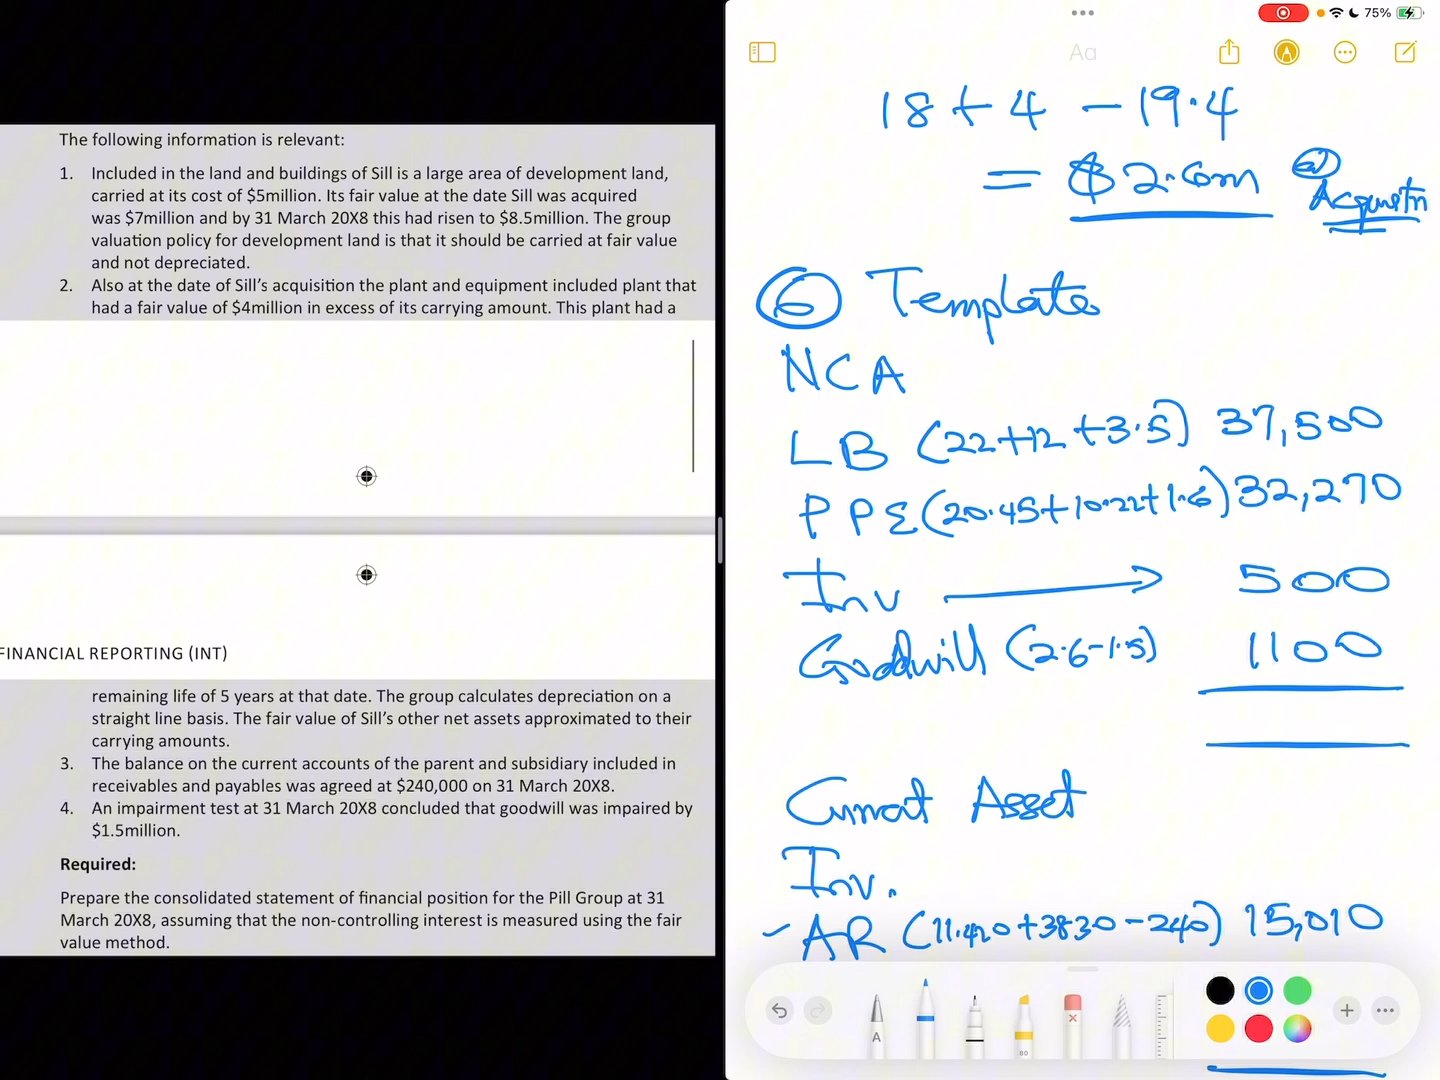 75%
Aa
The following information is relevant:
1. Included in the land and buildings of Sill is a large area of development land,
carried at its cost of $5million. Its fair value at the date Sill was acquired
was $7million and by 31 March 20X8 this had risen to $8.5million. The group
valuation policy for development land is that it should be carried at fair value
and not depreciated.
2. Also at the date of Sill's acquisition the plant and equipment included plant that
had a fair value of $4million in excess of its carrying amount. This plant had a
FINANCIAL REPORTING (INT)
remaining life of 5 years at that date. The group calculates depreciation on a
straight line basis. The fair value of Sill's other net assets approximated to their
carrying amounts.
3. The balance on the current accounts of the parent and subsidiary included in
receivables and payables was agreed at $240,000 on 31 March 20X8.
4. An impairment test at 31 March 20X8 concluded that goodwill was impaired by
$1.5million.
Required:
Prepare the consolidated statement of financial position for the Pill Group at 31
March 20X8, assuming that the non-controlling interest is measured using the fair
value method.
18 + 4 - 19.4
= $2.6m @
Acquisitn
6 Template
NCA
LB (22+12+3.5) 37,500
PPE (20.45+10.22+1.6) 32,270
Inv → 500
Goodwill (2.6-1.5) 1100
Current Asset
Inv.
AR (11.420+3830-240) 15,010
A
80